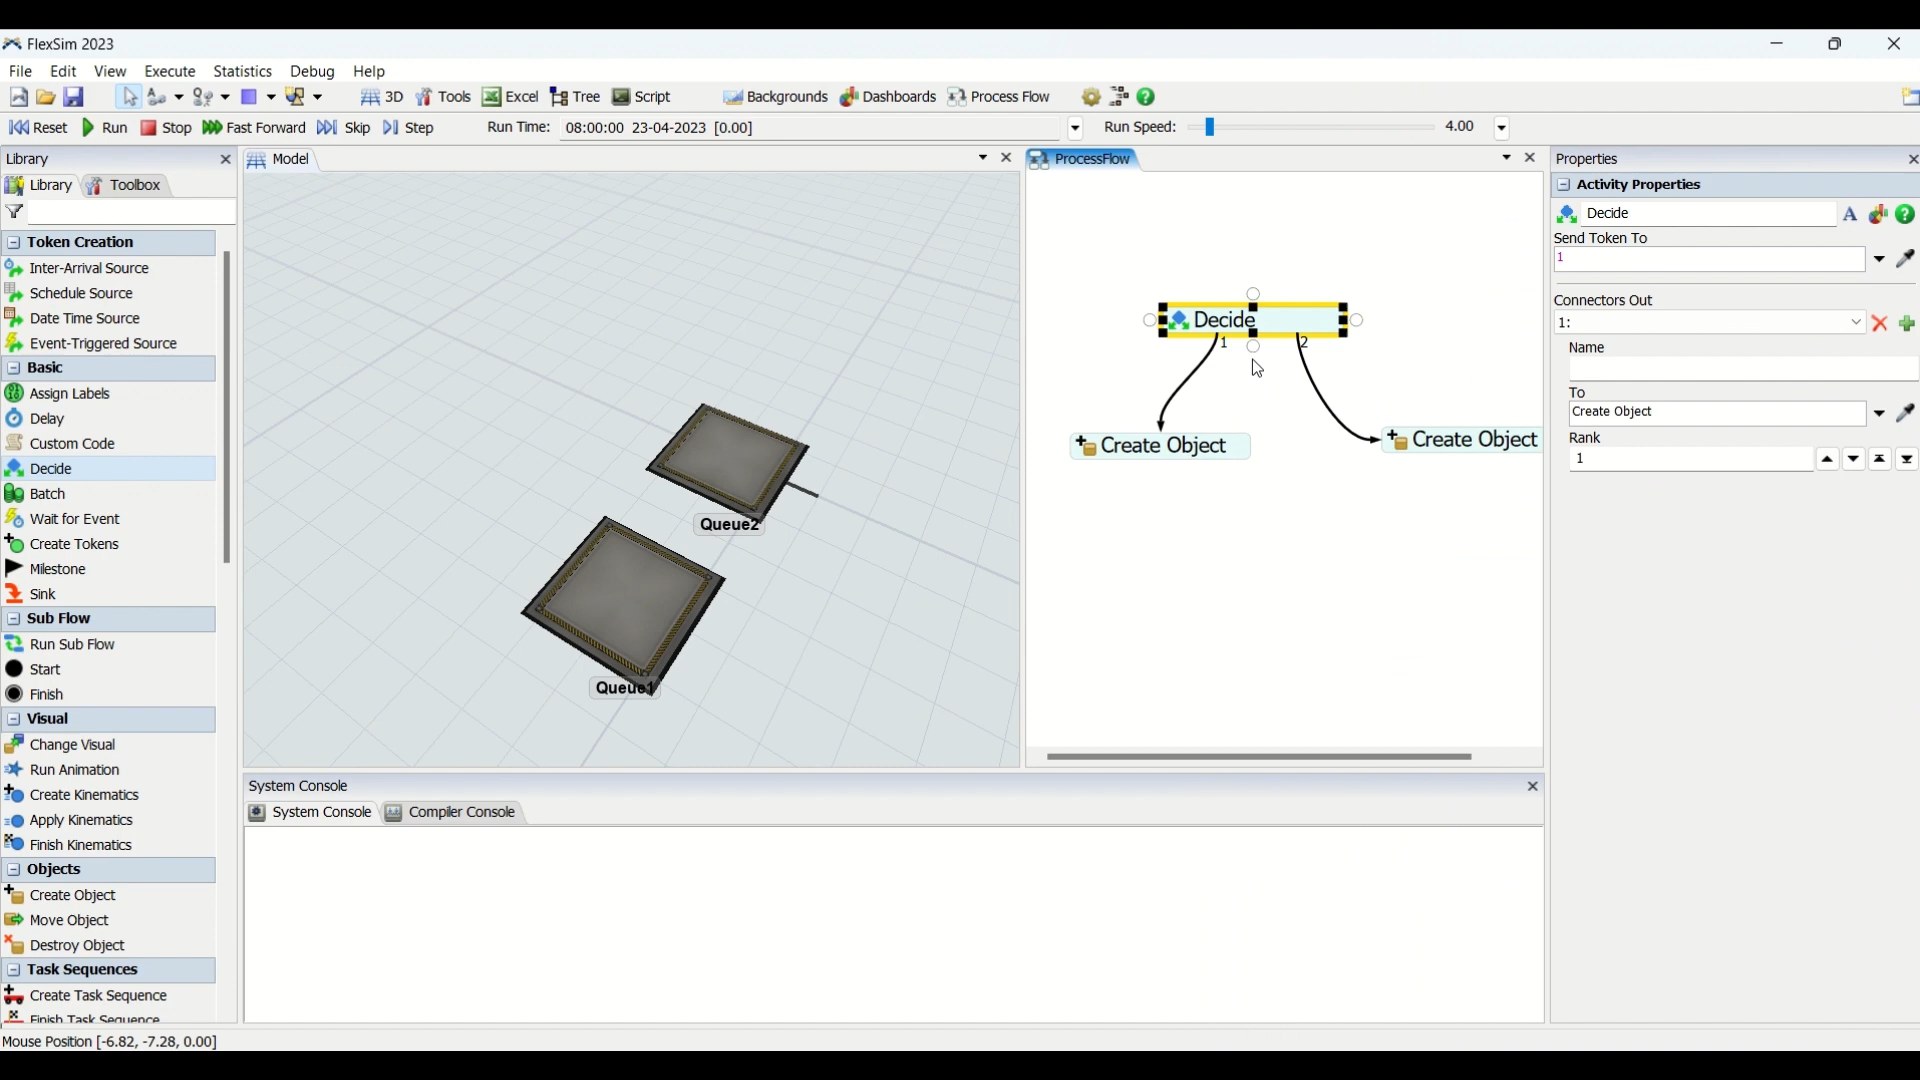 FlexSim 2023
File Edit View Execute Statistics Debug Help
3D Tools Excel Tree Script Backgrounds Dashboards Process Flow
Reset Run Stop Fast Forward Skip Step Run Time: 08:00:00 23-04-2023 [0.00] Run Speed: 4.00
Library
Library Toolbox
Token Creation
Inter-Arrival Source
Schedule Source
Date Time Source
Event-Triggered Source
Basic
Assign Labels
Delay
Custom Code
Decide
Batch
Wait for Event
Create Tokens
Milestone
Sink
Sub Flow
Run Sub Flow
Start
Finish
Visual
Change Visual
Run Animation
Create Kinematics
Apply Kinematics
Finish Kinematics
Objects
Create Object
Move Object
Destroy Object
Task Sequences
Create Task Sequence
Finish Task Sequence
Model
Queue2
Queue1
ProcessFlow
Decide
1 2
Create Object
Create Object
System Console
System Console Compiler Console
Properties
Activity Properties
Decide
Send Token To
1
Connectors Out
1:
Name
To
Create Object
Rank
1
Mouse Position [-6.82, -7.28, 0.00]